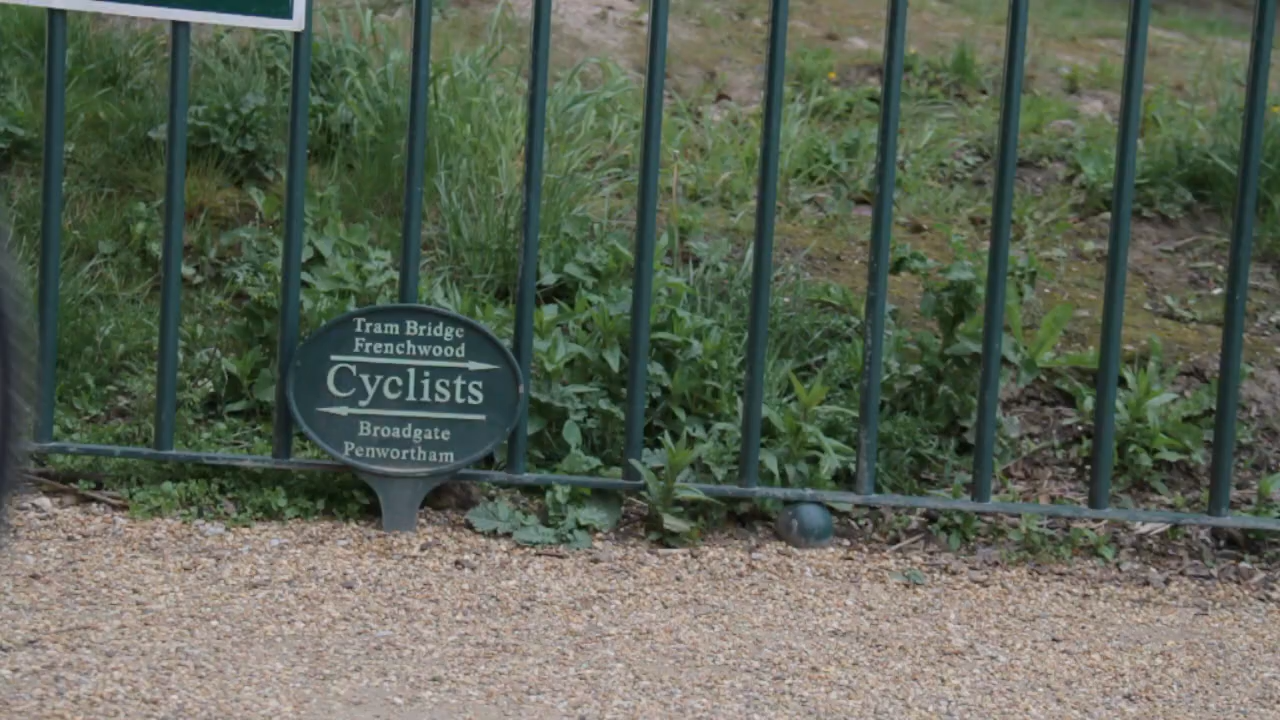 Tram Bridge
Frenchwood
Cyclists
Broadgate
Penwortham